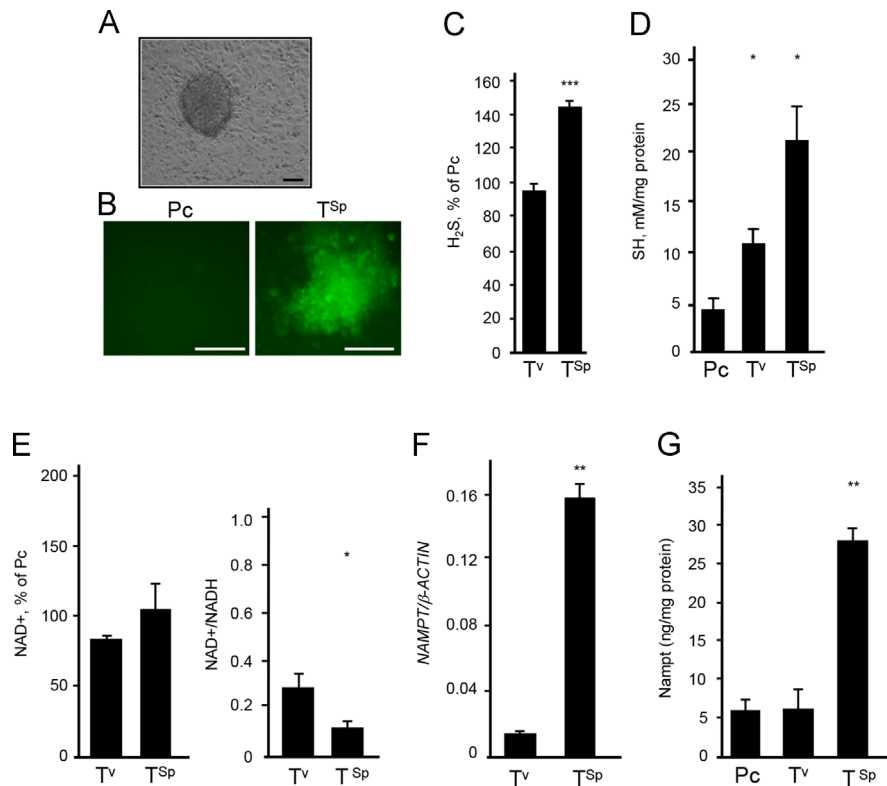 A
B
Pc
T^Sp
C
H₂S, % of Pc
160
140
120
100
80
60
40
20
0
***
T^v
T^Sp
D
SH, mM/mg protein
30
25
20
15
10
5
0
*
*
Pc
T^v
T^Sp
E
NAD+, % of Pc
200
150
100
50
0
T^v
T^Sp
NAD+/NADH
1.0
0.8
0.6
0.4
0.2
0
*
T^v
T^Sp
F
NAMPT/β-ACTIN
0.16
0.12
0.08
0.04
0
**
T^v
T^Sp
G
Nampt (ng/mg protein)
35
30
25
20
15
10
5
0
**
Pc
T^v
T^Sp